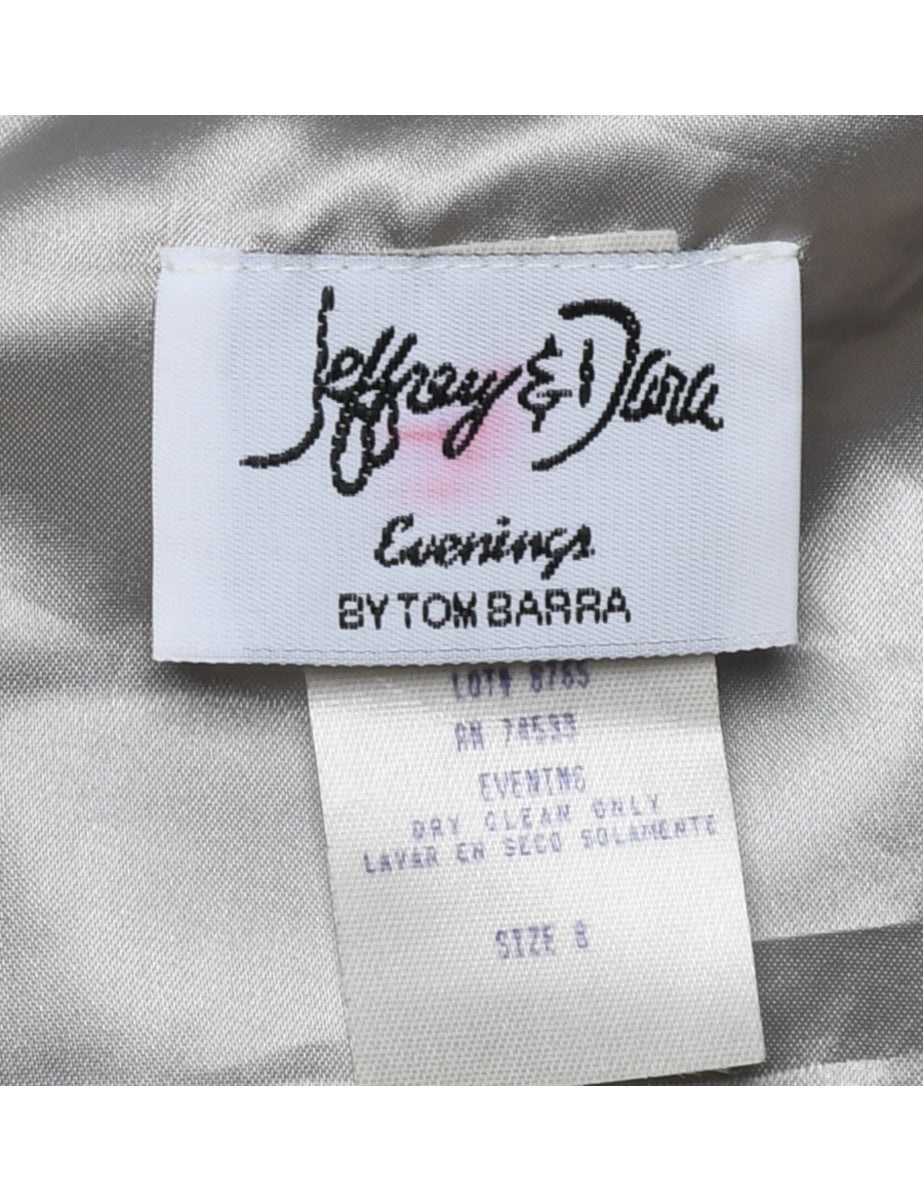 Jeffrey & Dara
Evenings
BY TOM BARRA
LOT# 8785
RN 74533
EVENING
DRY CLEAN ONLY
LAVAR EN SECO SOLAMENTE
SIZE 8